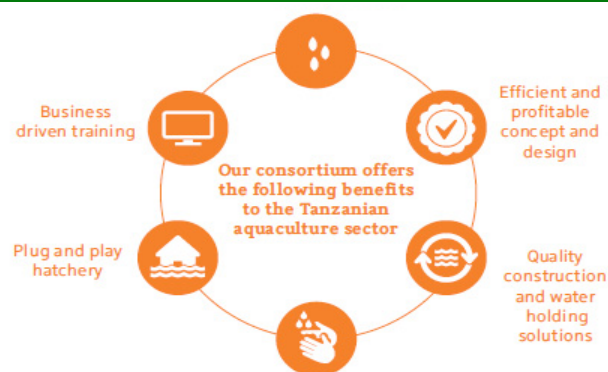 Business
driven training
Efficient and
profitable
concept and
design
Our consortium offers
the following benefits
to the Tanzanian
aquaculture sector
Plug and play
hatchery
Quality
construction
and water
holding
solutions